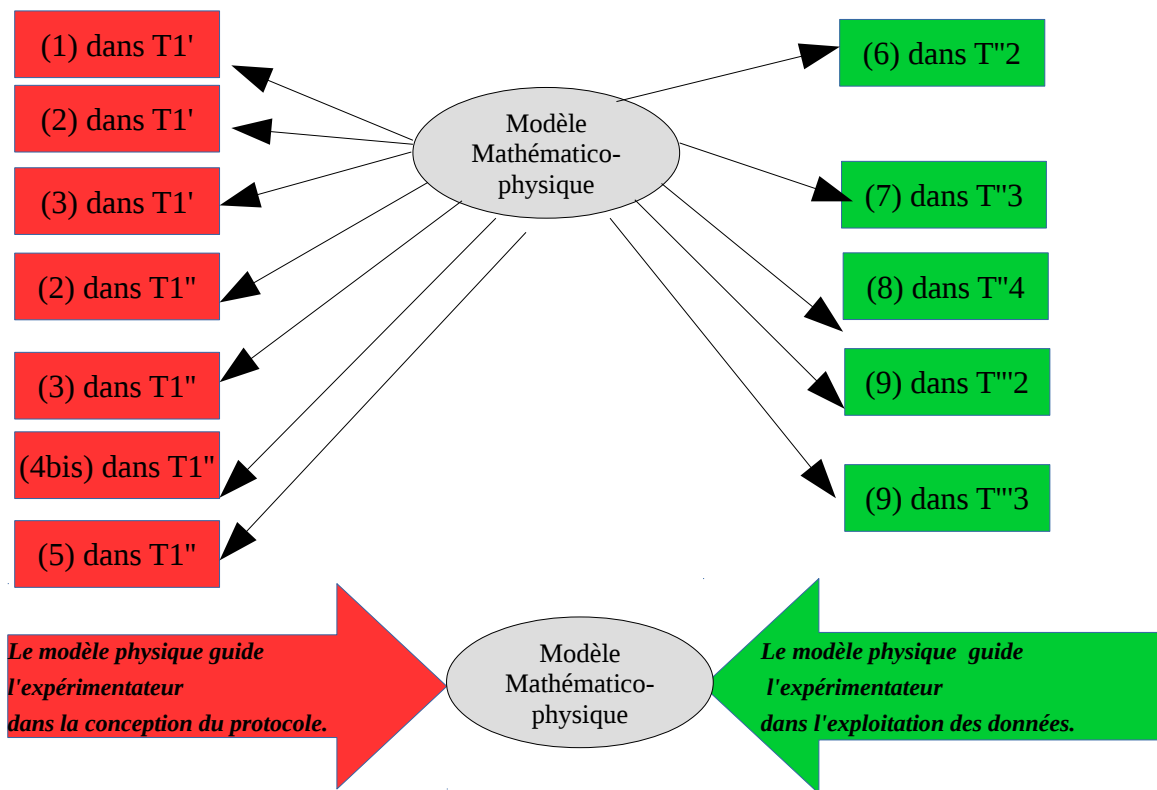 (1) dans T1'
(2) dans T1'
(3) dans T1'
(2) dans T1"
(3) dans T1"
(4bis) dans T1"
(5) dans T1"
Modèle
Mathématico-
physique
(6) dans T"2
(7) dans T"3
(8) dans T"4
(9) dans T"'2
(9) dans T"'3
Le modèle physique guide
l'expérimentateur
dans la conception du protocole.
Modèle
Mathématico-
physique
Le modèle physique guide
l'expérimentateur
dans l'exploitation des données.